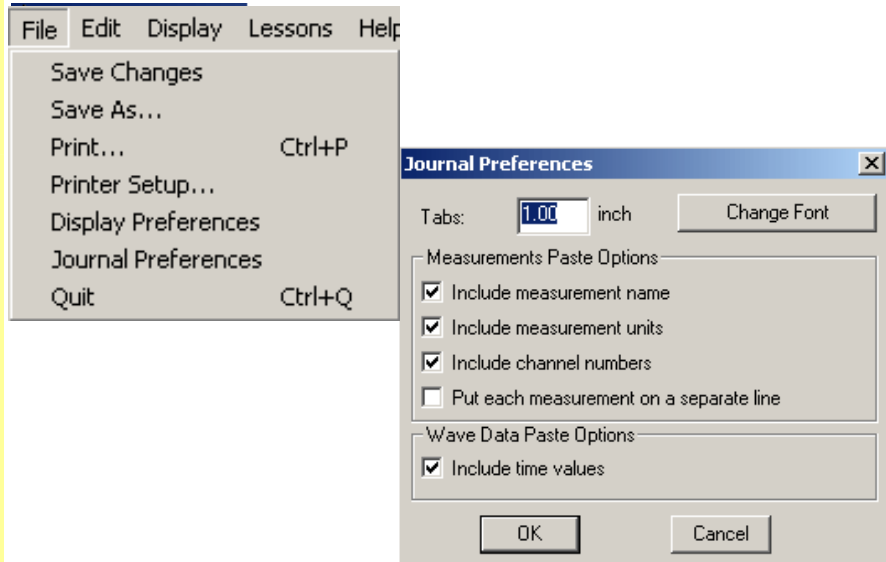 File Edit Display Lessons Help
Save Changes
Save As...
Print... Ctrl+P
Printer Setup...
Display Preferences
Journal Preferences
Quit Ctrl+Q
Journal Preferences
Tabs: 1.00 inch Change Font
Measurements Paste Options
Include measurement name
Include measurement units
Include channel numbers
Put each measurement on a separate line
Wave Data Paste Options
Include time values
OK Cancel